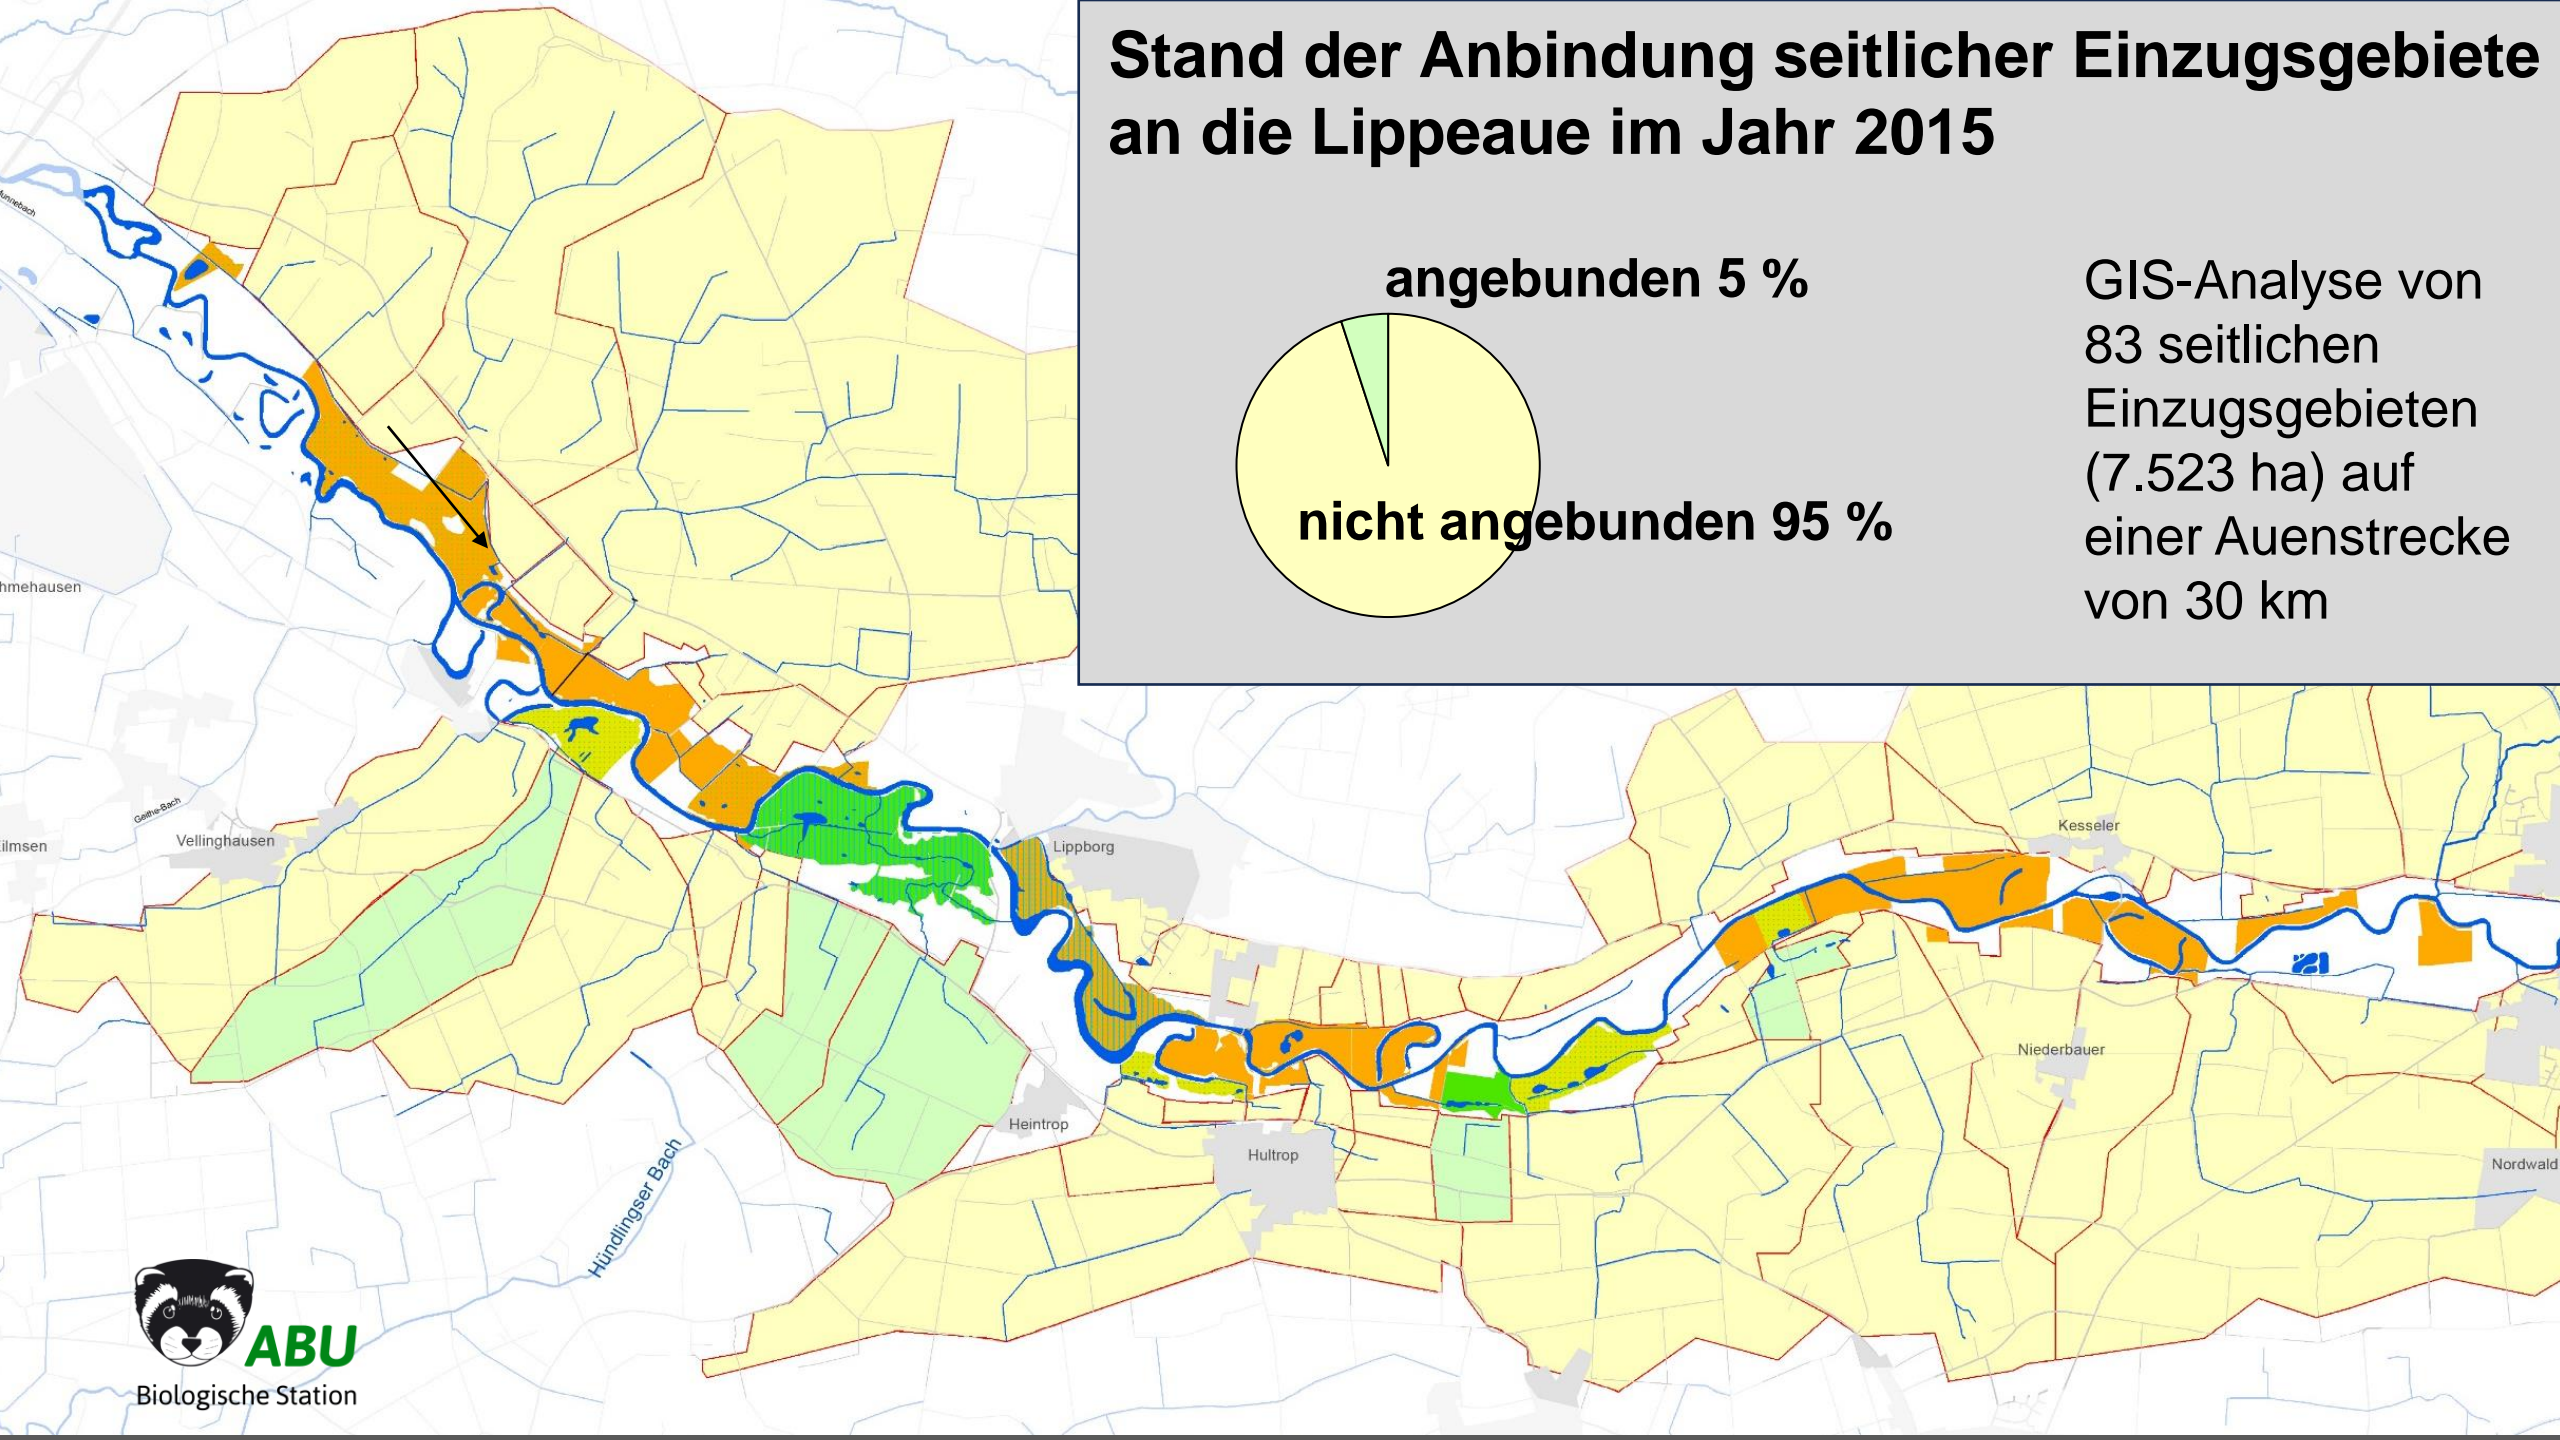 Stand der Anbindung seitlicher Einzugsgebiete
an die Lippeaue im Jahr 2015
angebunden 5 %
nicht angebunden 95 %
GIS-Analyse von
83 seitlichen
Einzugsgebieten
(7.523 ha) auf
einer Auenstrecke
von 30 km
hmehausen
ilmsen
Geithe-Bach
Vellinghausen
Lippborg
Kesseler
Niederbauer
Heintrop
Hultrop
Nordwald
Hündlingser Bach
ABU
Biologische Station